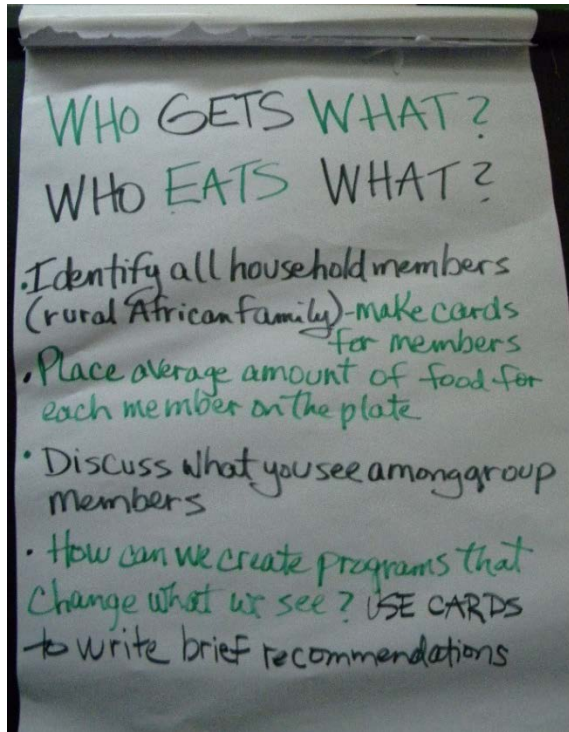 WHO GETS WHAT?
WHO EATS WHAT?
• Identify all household members
(rural African family) - make cards
for members
• Place average amount of food for
each member on the plate
• Discuss what you see among group
members
• How can we create programs that
change what we see? USE CARDS
to write brief recommendations